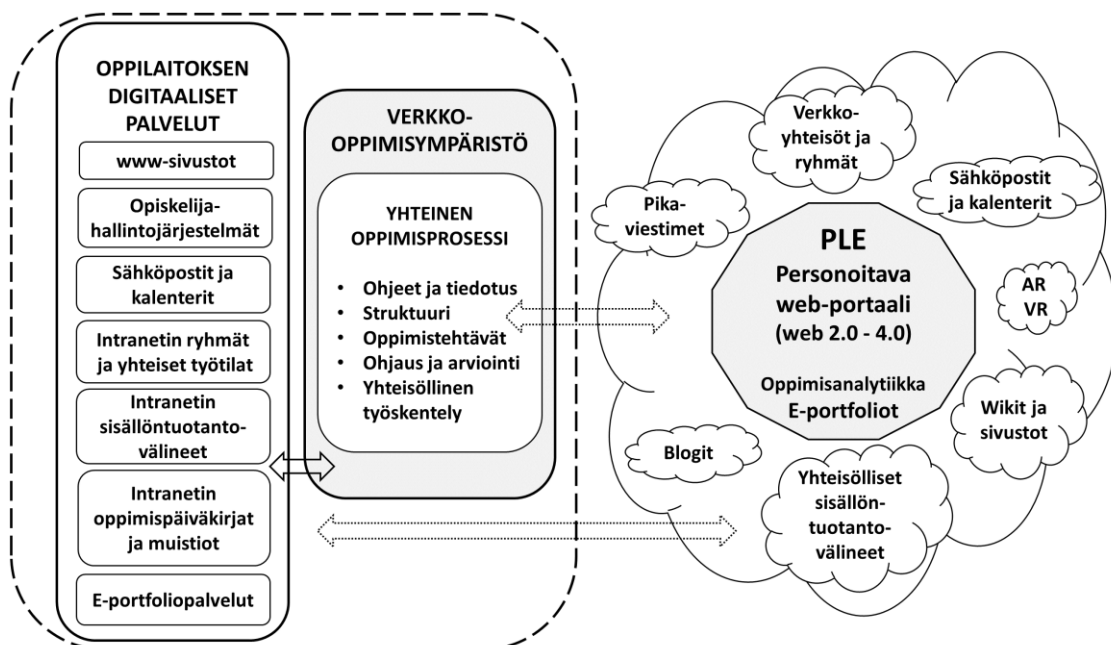 OPPILAITOKSEN
DIGITAALISET
PALVELUT
www-sivustot
Opiskelija-
hallintojärjestelmät
Sähköpostit ja
kalenterit
Intranetin ryhmät
ja yhteiset työtilat
Intranetin
sisällöntuotanto-
välineet
Intranetin
oppimispäiväkirjat
ja muistiot
E-portfoliopalvelut
VERKKO-
OPPIMISYMPÄRISTÖ
YHTEINEN
OPPIMISPROSESSI
• Ohjeet ja tiedotus
• Struktuuri
• Oppimistehtävät
• Ohjaus ja arviointi
• Yhteisöllinen
työskentely
Verkko-
yhteisöt ja
ryhmät
Pika-
viestimet
Sähköpostit
ja kalenterit
PLE
Personoitava
web-portaali
(web 2.0 - 4.0)
Oppimisanalytiikka
E-portfoliot
AR
VR
Wikit ja
sivustot
Blogit
Yhteisölliset
sisällön-
tuotanto-
välineet